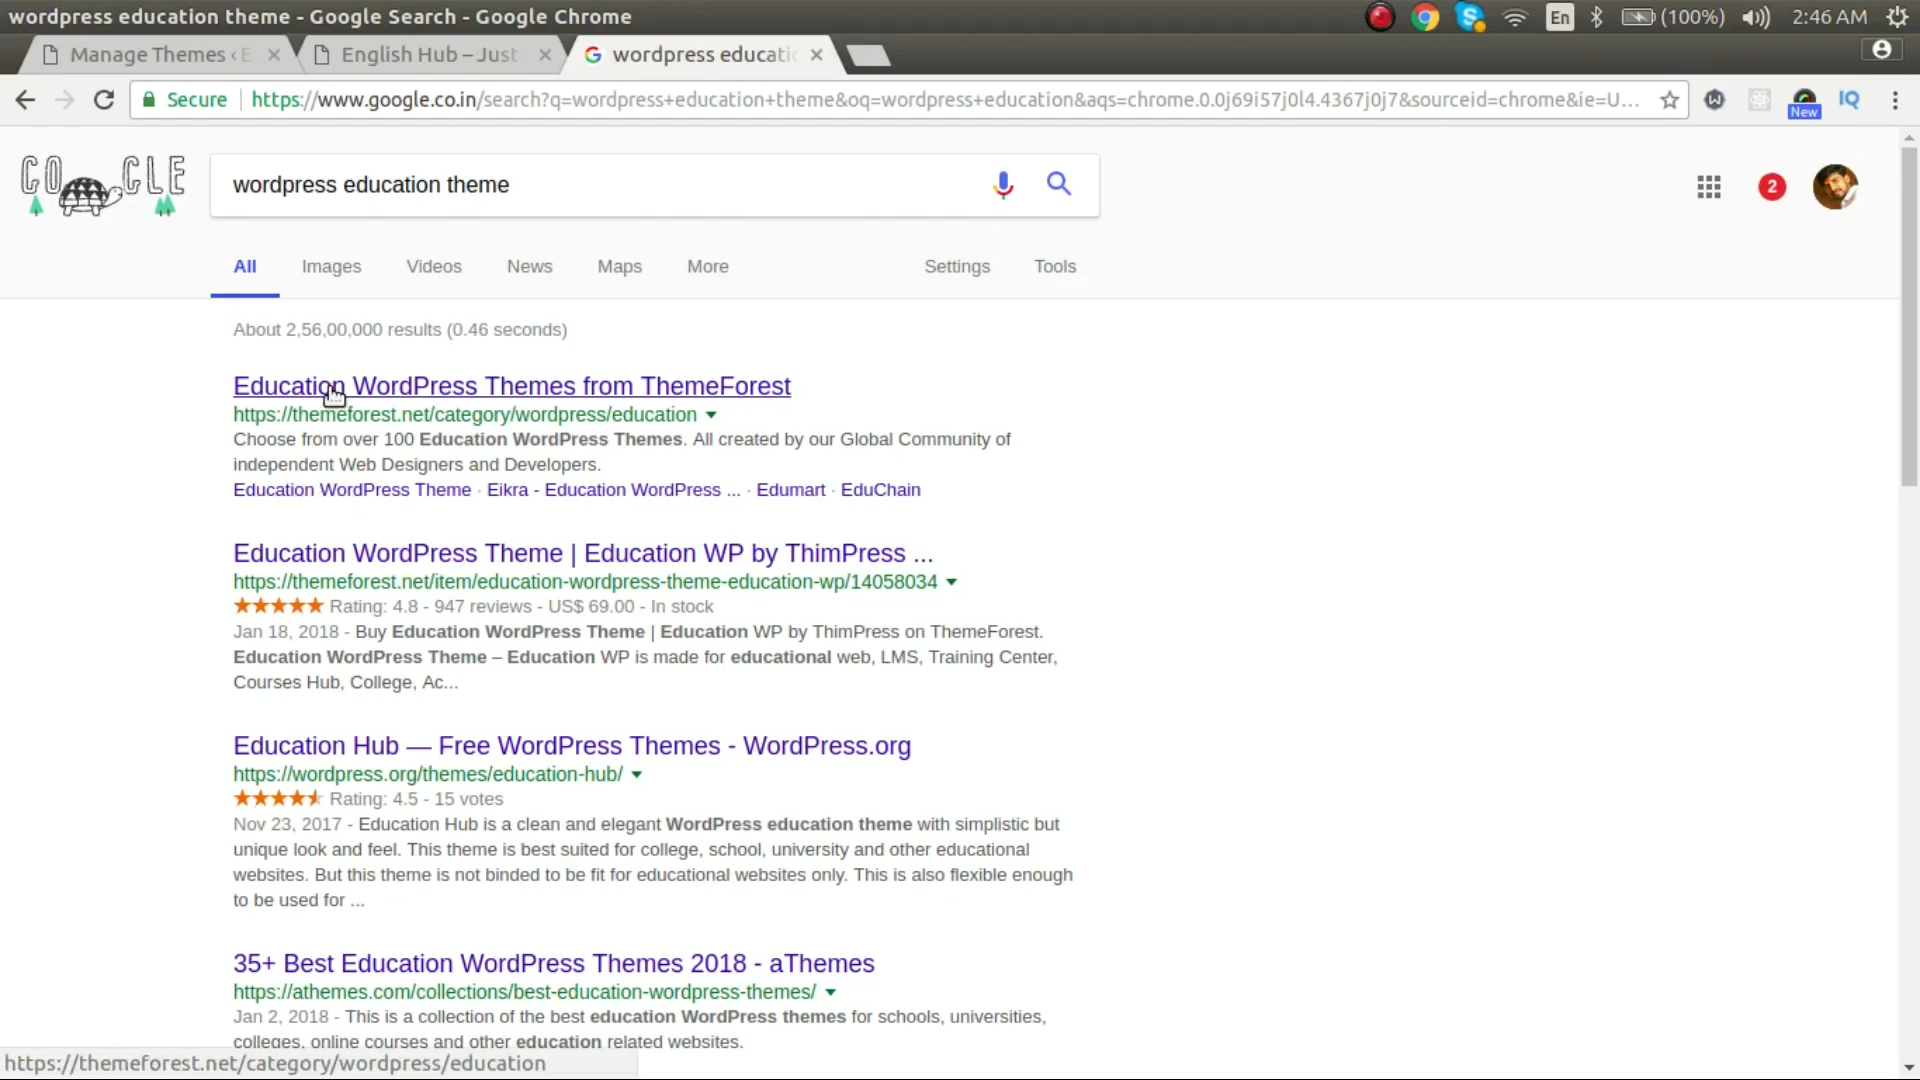 wordpress education theme - Google Search - Google Chrome
En
(100%)
2:46 AM
Manage Themes ‹ E
English Hub – Just
wordpress educatio
Secure
https://www.google.co.in/search?q=wordpress+education+theme&oq=wordpress+education&aqs=chrome.0.0j69i57j0l4.4367j0j7&sourceid=chrome&ie=U...
New
IQ
GO CLE
wordpress education theme
2
All
Images
Videos
News
Maps
More
Settings
Tools
About 2,56,00,000 results (0.46 seconds)
Education WordPress Themes from ThemeForest
https://themeforest.net/category/wordpress/education
Choose from over 100 Education WordPress Themes. All created by our Global Community of
independent Web Designers and Developers.
Education WordPress Theme · Eikra - Education WordPress ... · Edumart · EduChain
Education WordPress Theme | Education WP by ThimPress ...
https://themeforest.net/item/education-wordpress-theme-education-wp/14058034
Rating: 4.8 - 947 reviews - US$ 69.00 - In stock
Jan 18, 2018 - Buy Education WordPress Theme | Education WP by ThimPress on ThemeForest.
Education WordPress Theme – Education WP is made for educational web, LMS, Training Center,
Courses Hub, College, Ac...
Education Hub — Free WordPress Themes - WordPress.org
https://wordpress.org/themes/education-hub/
Rating: 4.5 - 15 votes
Nov 23, 2017 - Education Hub is a clean and elegant WordPress education theme with simplistic but
unique look and feel. This theme is best suited for college, school, university and other educational
websites. But this theme is not binded to be fit for educational websites only. This is also flexible enough
to be used for ...
35+ Best Education WordPress Themes 2018 - aThemes
https://athemes.com/collections/best-education-wordpress-themes/
Jan 2, 2018 - This is a collection of the best education WordPress themes for schools, universities,
colleges, online courses and other education related websites.
https://themeforest.net/category/wordpress/education